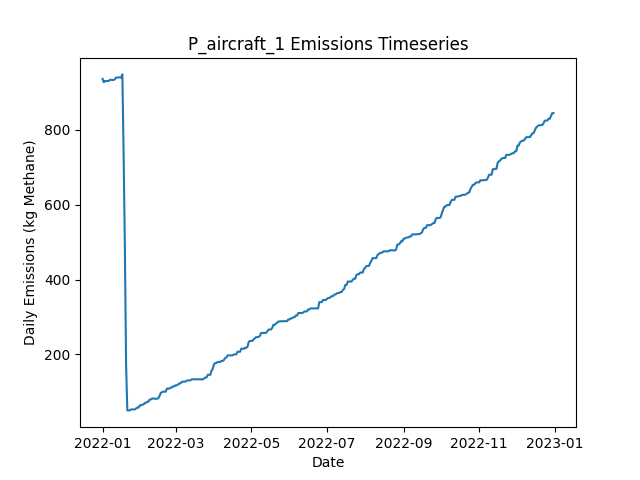 P_aircraft_1 Emissions Timeseries
Daily Emissions (kg Methane)
800
600
400
200
2022-01 2022-03 2022-05 2022-07 2022-09 2022-11 2023-01
Date